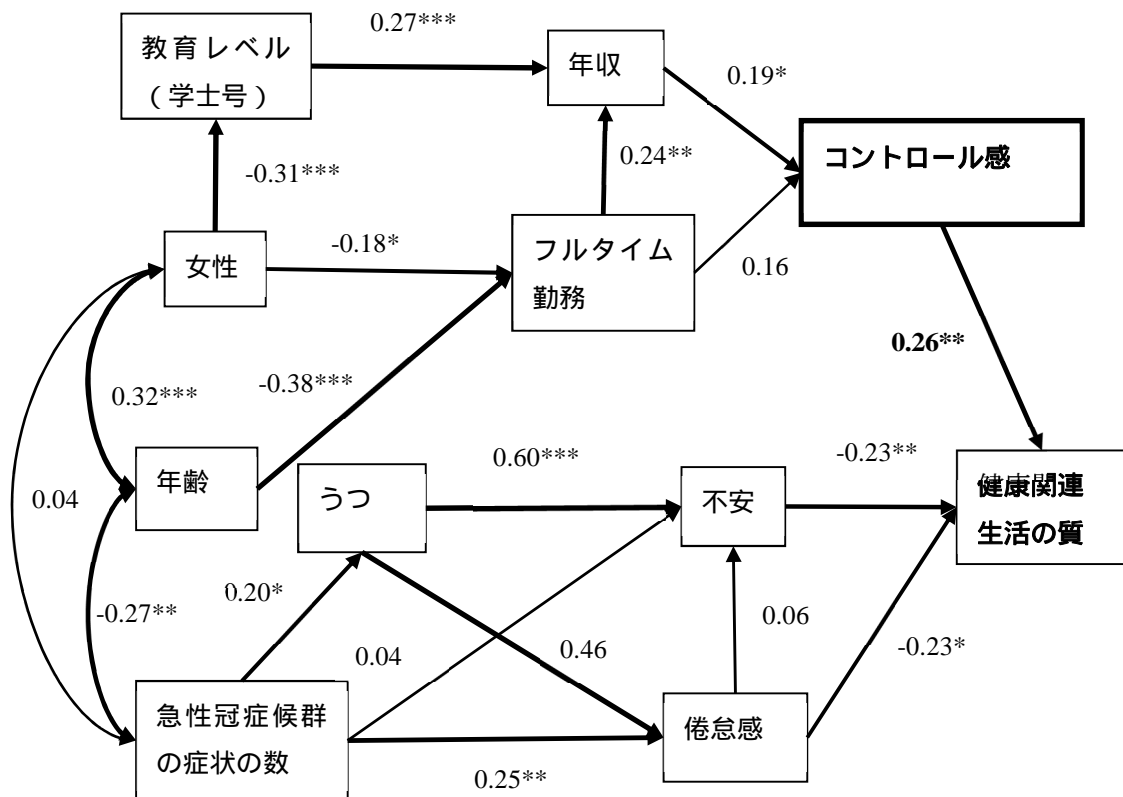 0.27***
教育レベル
(学士号)
年収
0.19*
コントロール感
-0.31***
0.24**
女性
-0.18*
フルタイム
勤務
0.16
0.26**
0.32***
-0.38***
年齢
0.04
うつ
0.60***
不安
-0.23**
健康関連
生活の質
-0.27**
0.20*
0.04
0.46
0.06
-0.23*
急性冠症候群
の症状の数
0.25**
倦怠感